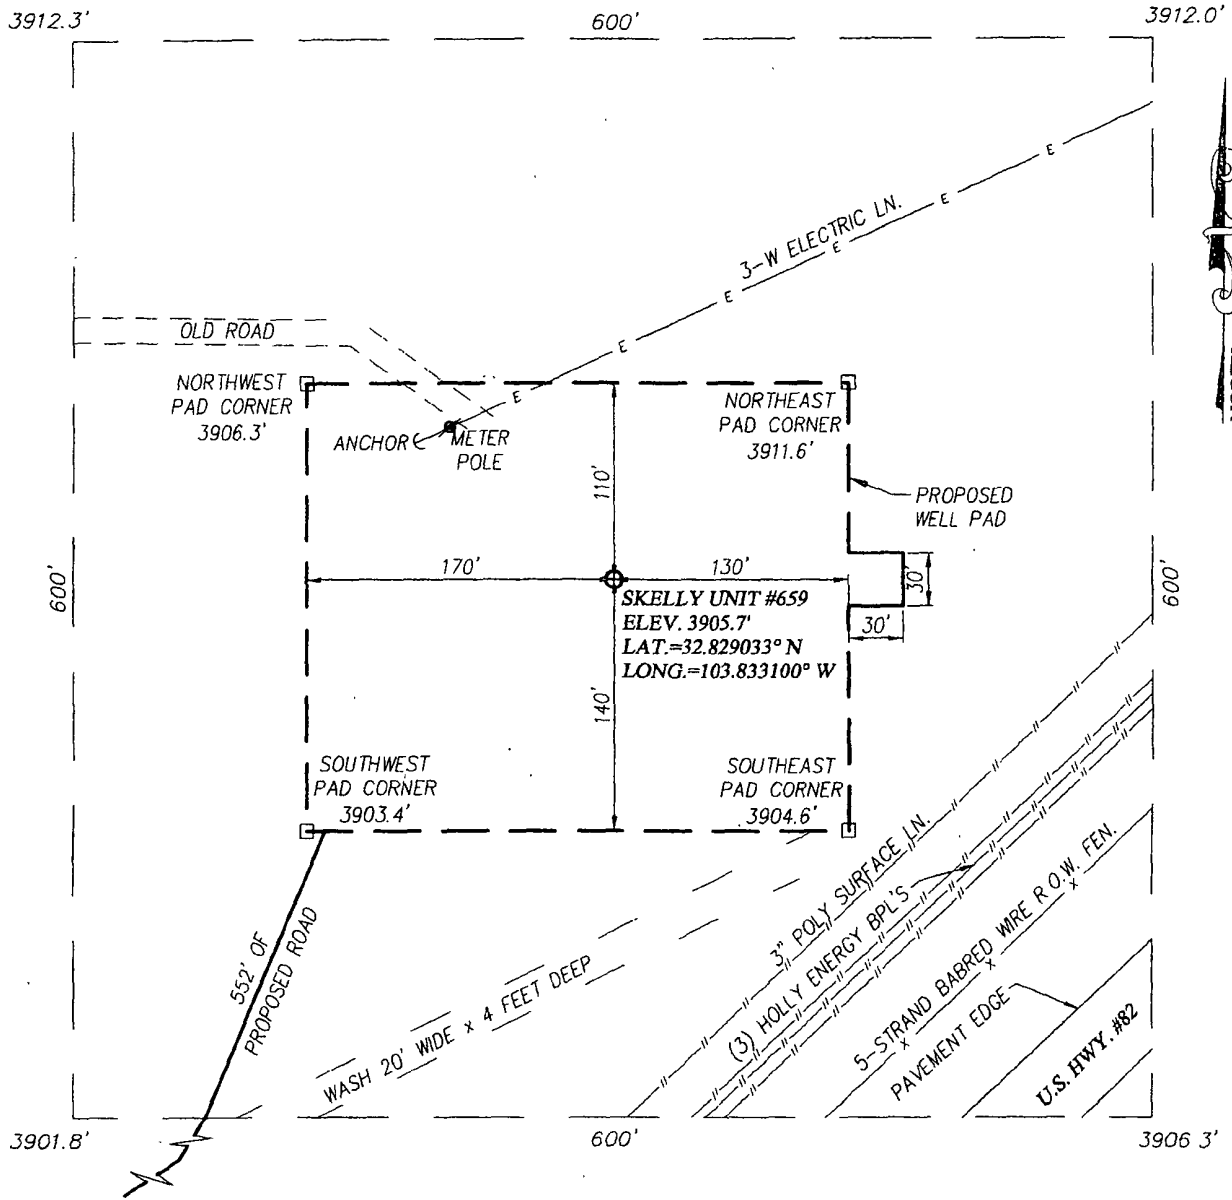 3912.3'
600'
3912.0'
3-W ELECTRIC LN.
E
E
E
E
E
E
OLD ROAD
NORTHWEST
PAD CORNER
3906.3'
ANCHOR
METER
POLE
NORTHEAST
PAD CORNER
3911.6'
PROPOSED
WELL PAD
110'
170'
130'
30'
30'
600'
600'
SKELLY UNIT #659
ELEV. 3905.7'
LAT.=32.829033° N
LONG.=103.833100° W
140'
SOUTHWEST
PAD CORNER
3903.4'
SOUTHEAST
PAD CORNER
3904.6'
552' OF
PROPOSED ROAD
WASH 20' WIDE x 4 FEET DEEP
3" POLY SURFACE LN.
(3) HOLLY ENERGY BPL'S
5-STRAND BABRED WIRE R O.W. FEN.
x
x
x
PAVEMENT EDGE
U.S. HWY. #82
3901.8'
600'
3906 3'